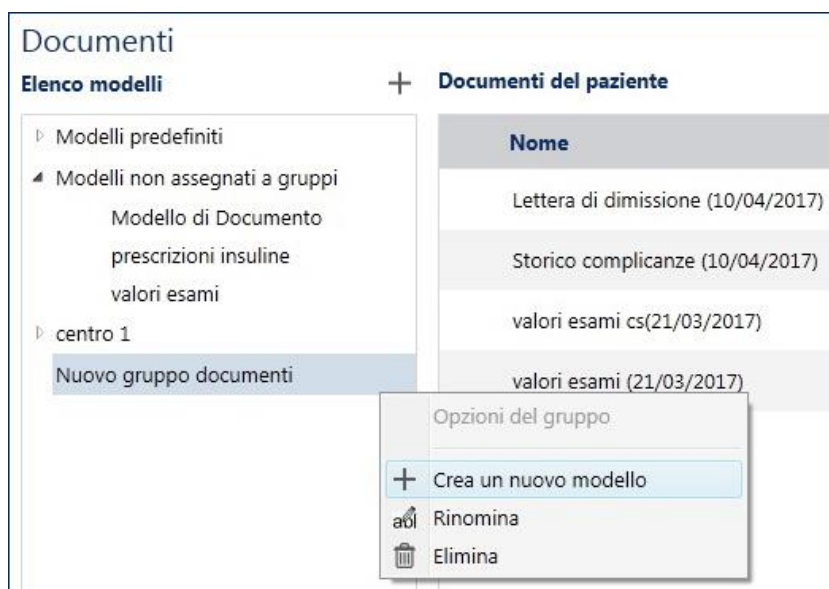 Documenti
Elenco modelli
Modelli predefiniti
Modelli non assegnati a gruppi
Modello di Documento
prescrizioni insuline
valori esami
centro 1
Nuovo gruppo documenti
Documenti del paziente
Nome
Lettera di dimissione (10/04/2017)
Storico complicanze (10/04/2017)
valori esami cs(21/03/2017)
valori esami (21/03/2017)
Opzioni del gruppo
Crea un nuovo modello
Rinomina
Elimina